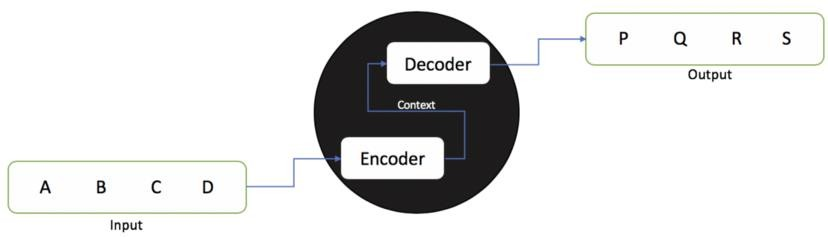 P Q R S
Output
Decoder
Context
Encoder
A B C D
Input